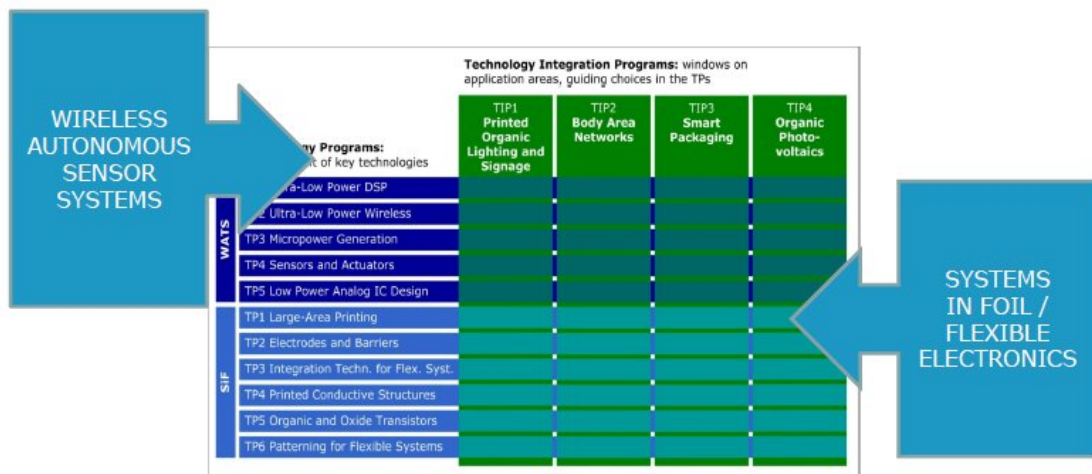 WIRELESS
AUTONOMOUS
SENSOR
SYSTEMS
Technology Integration Programs: windows on
application areas, guiding choices in the TPs
TIP1
Printed
Organic
Lighting and
Signage
TIP2
Body Area
Networks
TIP3
Smart
Packaging
TIP4
Organic
Photo-
voltaics
Programs:
of key technologies
WATS
Low Power DSP
Ultra-Low Power Wireless
TP3 Micropower Generation
TP4 Sensors and Actuators
TP5 Low Power Analog IC Design
SiF
TP1 Large-Area Printing
TP2 Electrodes and Barriers
TP3 Integration Techn. for Flex. Syst.
TP4 Printed Conductive Structures
TP5 Organic and Oxide Transistors
TP6 Patterning for Flexible Systems
SYSTEMS
IN FOIL /
FLEXIBLE
ELECTRONICS